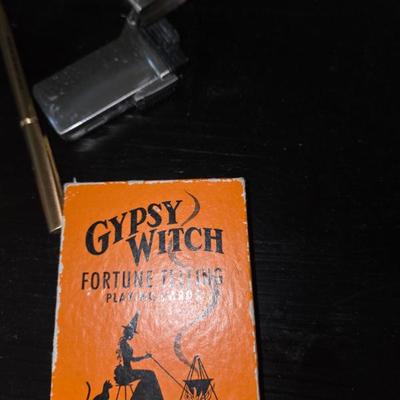 GYPSY
WITCH
FORTUNE TELLING
PLAYING CARDS